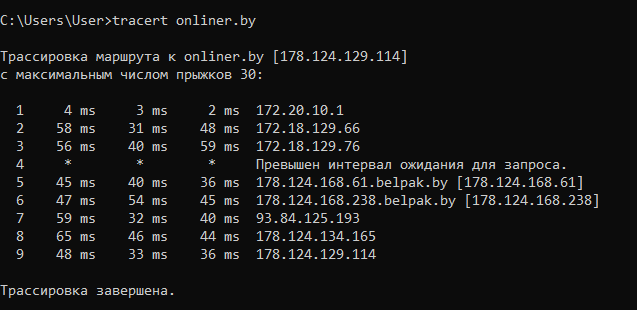 C:\Users\User>tracert onliner.by
Трассировка маршрута к onliner.by [178.124.129.114]
с максимальным числом прыжков 30:
1 4 ms 3 ms 2 ms 172.20.10.1
2 58 ms 31 ms 48 ms 172.18.129.66
3 56 ms 40 ms 59 ms 172.18.129.76
4 * * * Превышен интервал ожидания для запроса.
5 45 ms 40 ms 36 ms 178.124.168.61.belpak.by [178.124.168.61]
6 47 ms 54 ms 45 ms 178.124.168.238.belpak.by [178.124.168.238]
7 59 ms 32 ms 40 ms 93.84.125.193
8 65 ms 46 ms 44 ms 178.124.134.165
9 48 ms 33 ms 36 ms 178.124.129.114
Трассировка завершена.